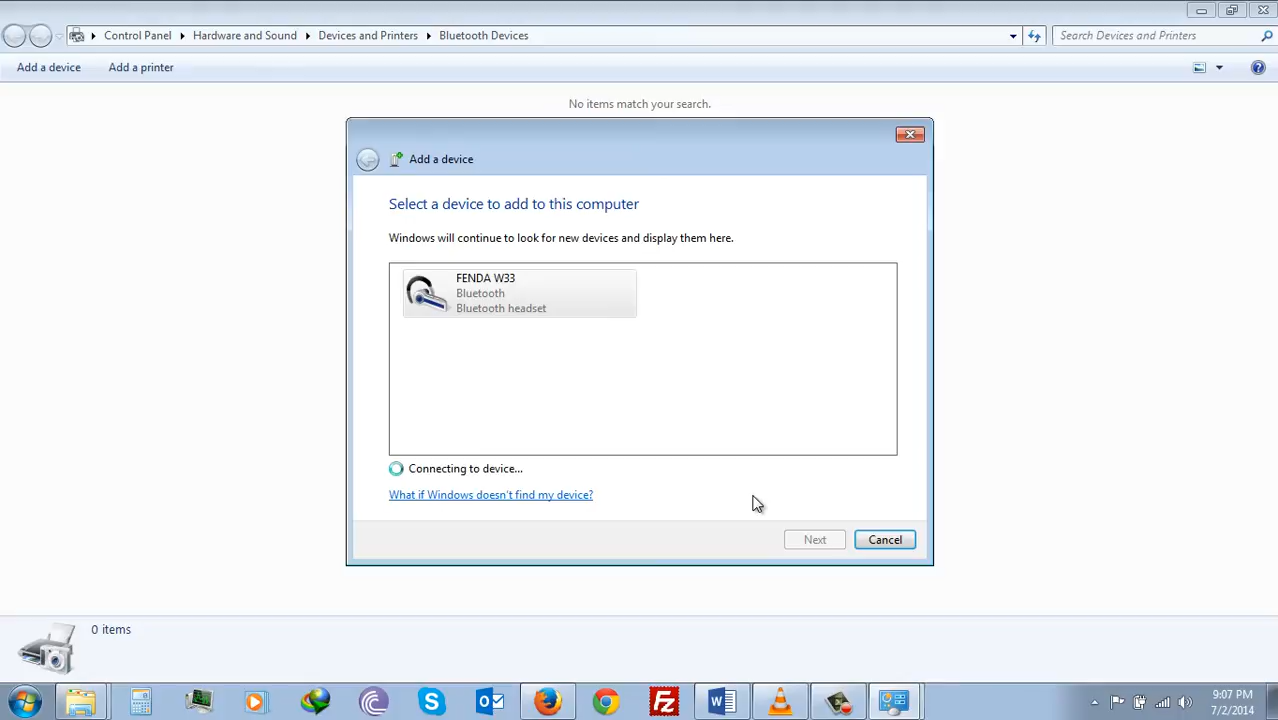 Control Panel Hardware and Sound Devices and Printers Bluetooth Devices
Search Devices and Printers
Add a device Add a printer
No items match your search.
Add a device
Select a device to add to this computer
Windows will continue to look for new devices and display them here.
FENDA W33
Bluetooth
Bluetooth headset
Connecting to device...
What if Windows doesn't find my device?
Next Cancel
0 items
9:07 PM
7/2/2014